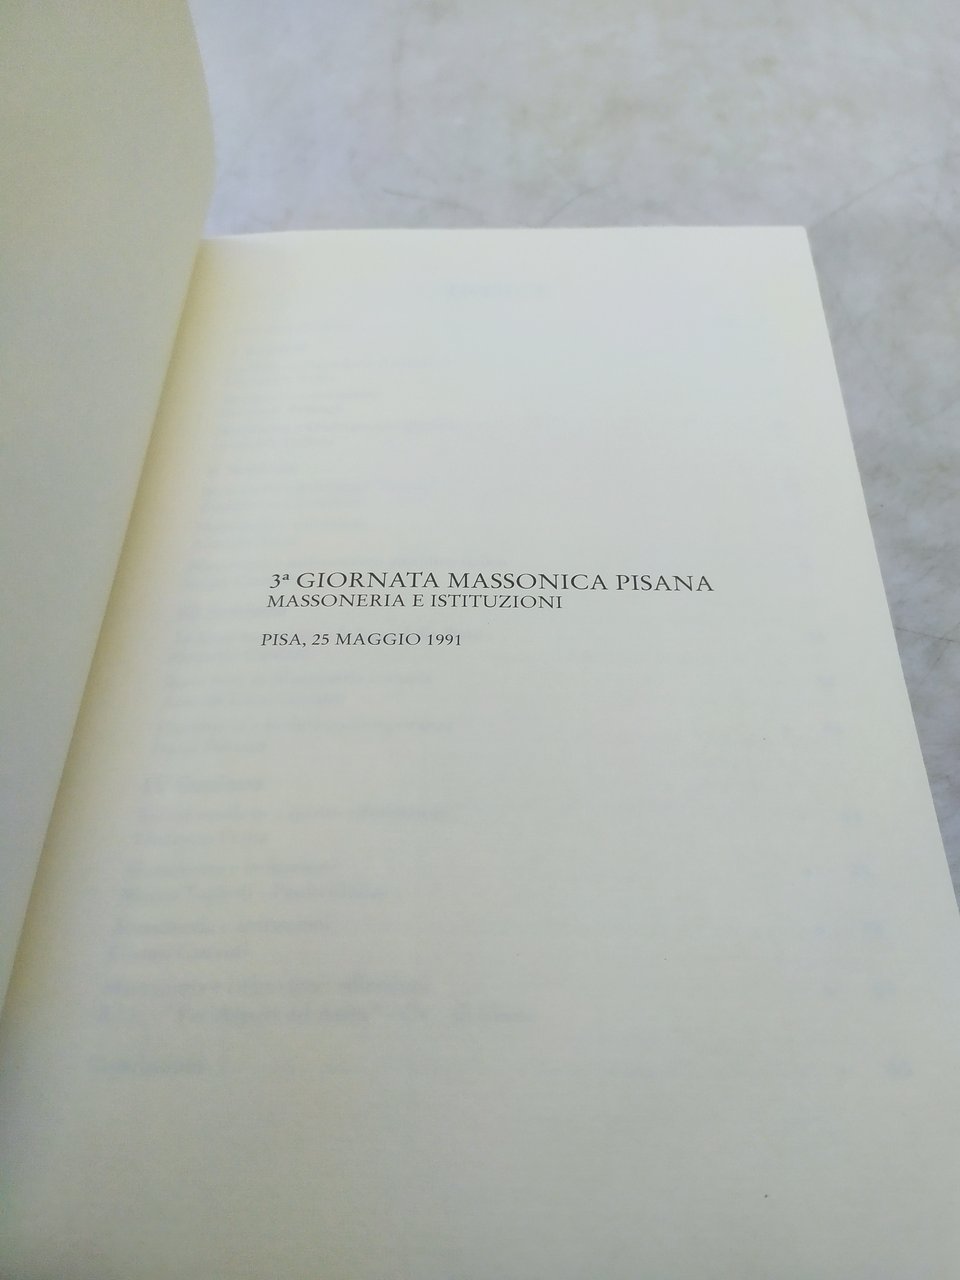 3ª GIORNATA MASSONICA PISANA
MASSONERIA E ISTITUZIONI
PISA, 25 MAGGIO 1991